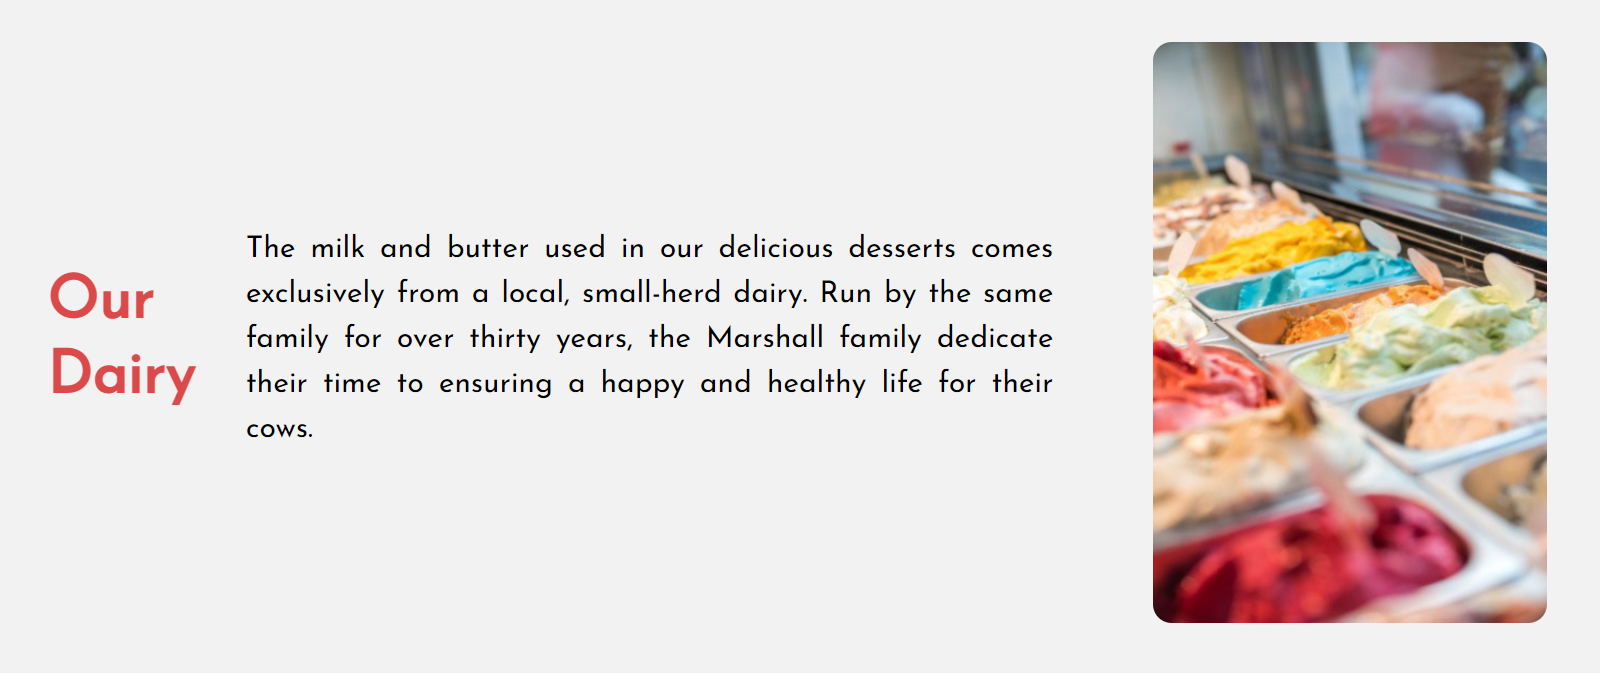 Our
Dairy
The milk and butter used in our delicious desserts comes
exclusively from a local, small-herd dairy. Run by the same
family for over thirty years, the Marshall family dedicate
their time to ensuring a happy and healthy life for their
cows.